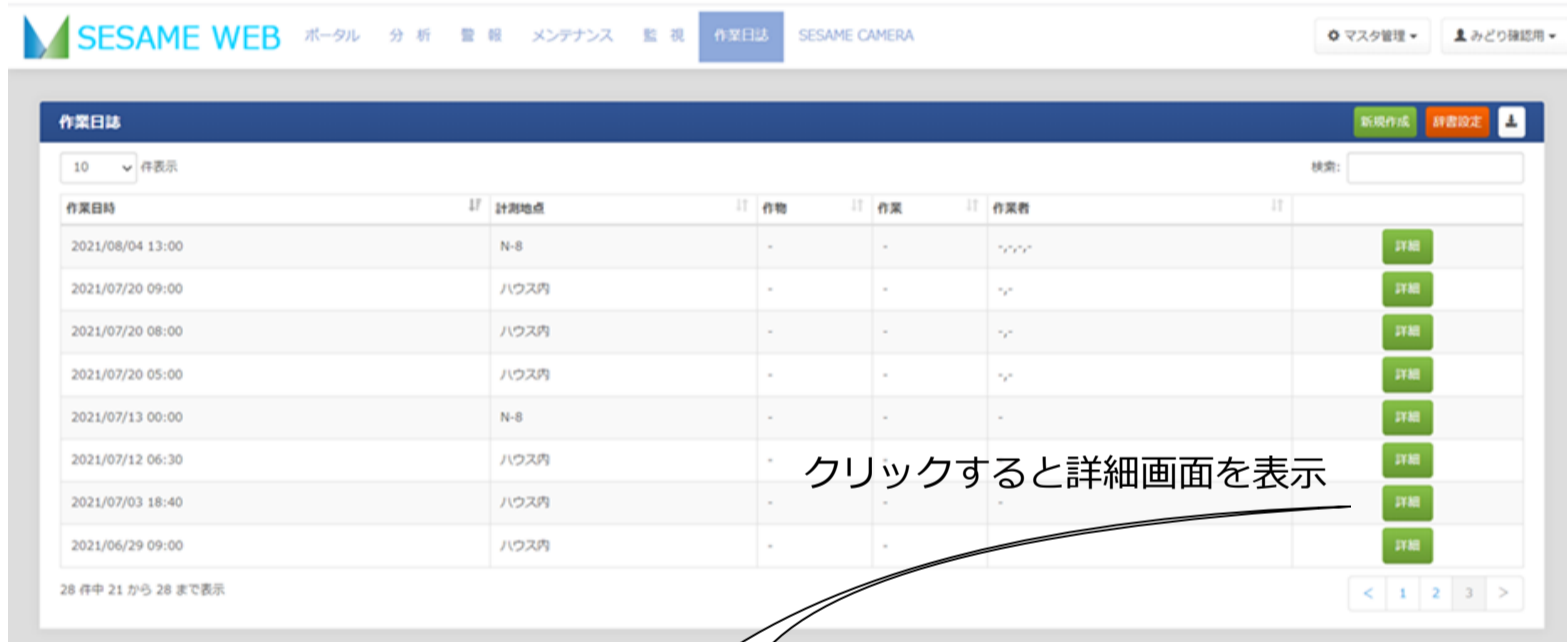 SESAME WEB ポータル 分 析 警 報 メンテナンス 監 視 作業日誌 SESAME CAMERA マスタ管理 みどり確認用
作業日誌 新規作成 辞書設定
10 件表示 検索:
作業日時 計測地点 作物 作業 作業者
2021/08/04 13:00 N-8 - - -,-,-,- 詳細
2021/07/20 09:00 ハウス内 - - -,- 詳細
2021/07/20 08:00 ハウス内 - - -,- 詳細
2021/07/20 05:00 ハウス内 - - -,- 詳細
2021/07/13 00:00 N-8 - - - 詳細
2021/07/12 06:30 ハウス内 - - 詳細
クリックすると詳細画面を表示
2021/07/03 18:40 ハウス内 - - - 詳細
2021/06/29 09:00 ハウス内 - - 詳細
28 件中 21 から 28 まで表示 < 1 2 3 >